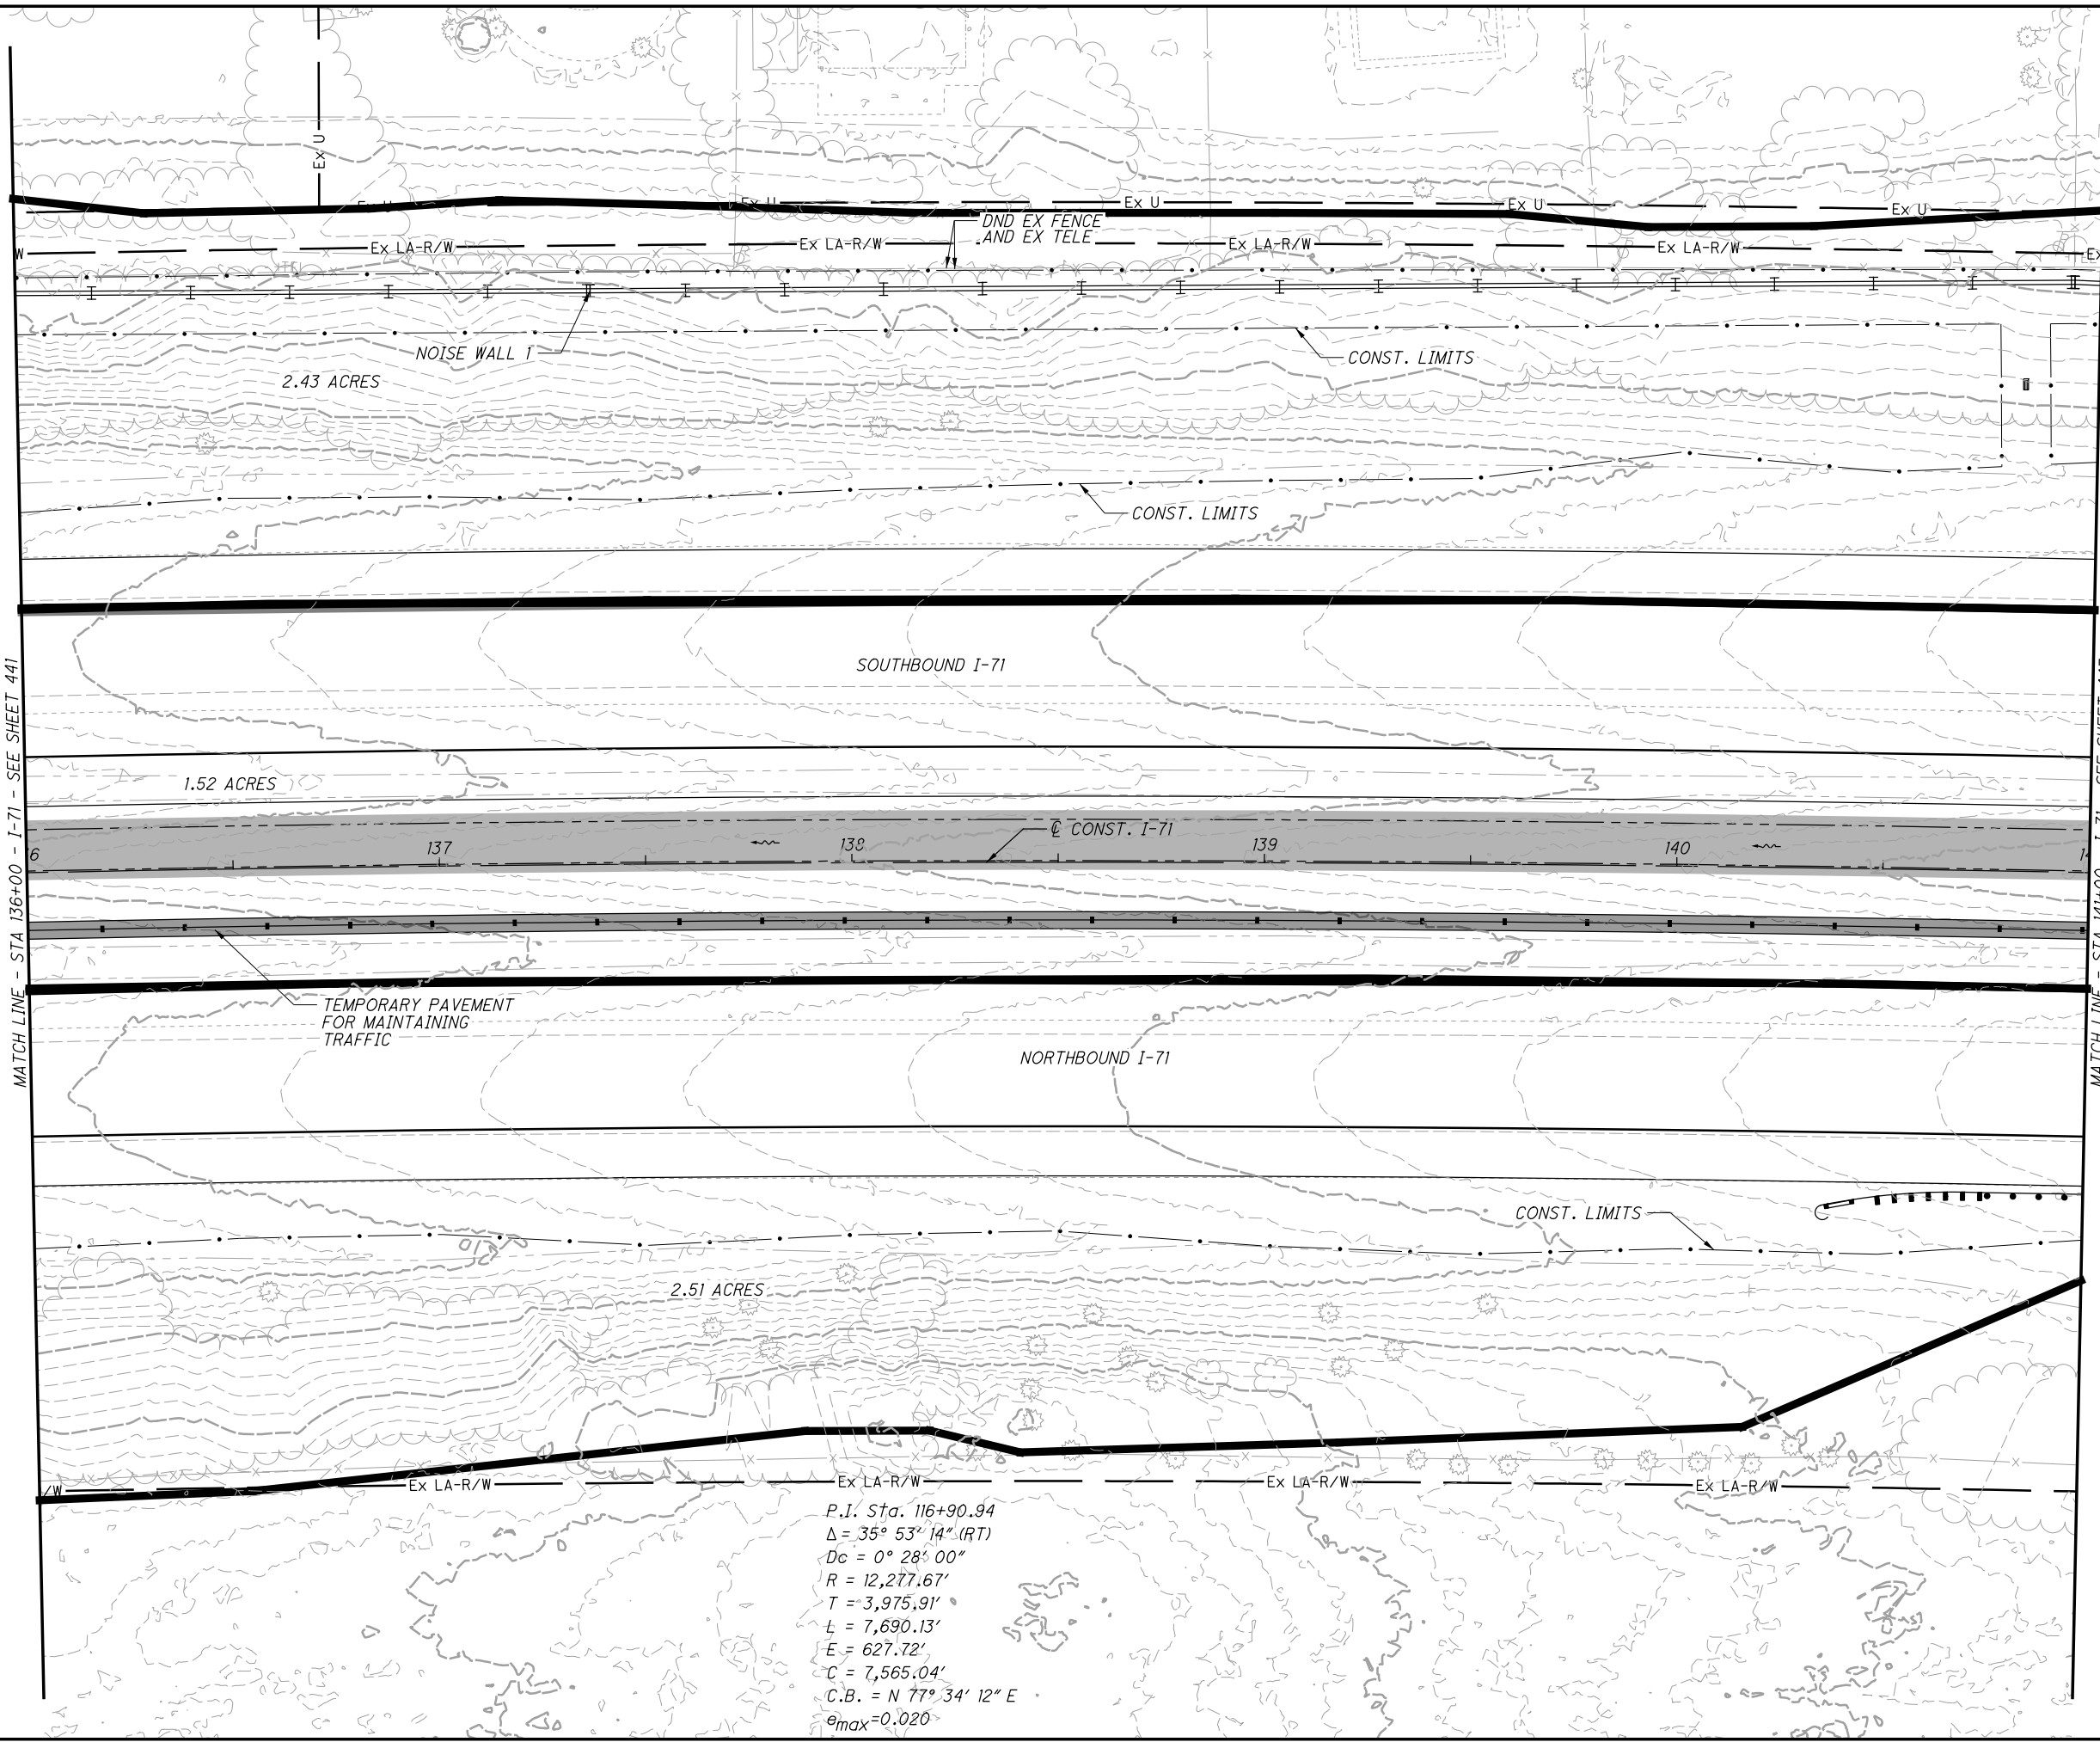 Ex U
Ex U
Ex U
Ex U
Ex U
Ex U
DND EX FENCE
AND EX TELE
W
Ex LA-R/W
Ex LA-R/W
Ex LA-R/W
Ex LA-R/W
Ex
NOISE WALL 1
CONST. LIMITS
2.43 ACRES
CONST. LIMITS
SOUTHBOUND I-71
MATCH LINE - STA 136+00 - I-71 - SEE SHEET 441
1.52 ACRES
℄ CONST. I-71
6
137
138
139
140
14
TEMPORARY PAVEMENT
FOR MAINTAINING
TRAFFIC
NORTHBOUND I-71
CONST. LIMITS
2.51 ACRES
/W
Ex LA-R/W
Ex LA-R/W
Ex LA-R/W
Ex LA-R/W
P.I. Sta. 116+90.94
Δ = 35° 53' 14" (RT)
Dc = 0° 28' 00"
R = 12,277.67'
T = 3,975.91'
L = 7,690.13'
E = 627.72'
C = 7,565.04'
C.B. = N 77° 34' 12" E
emax=0.020